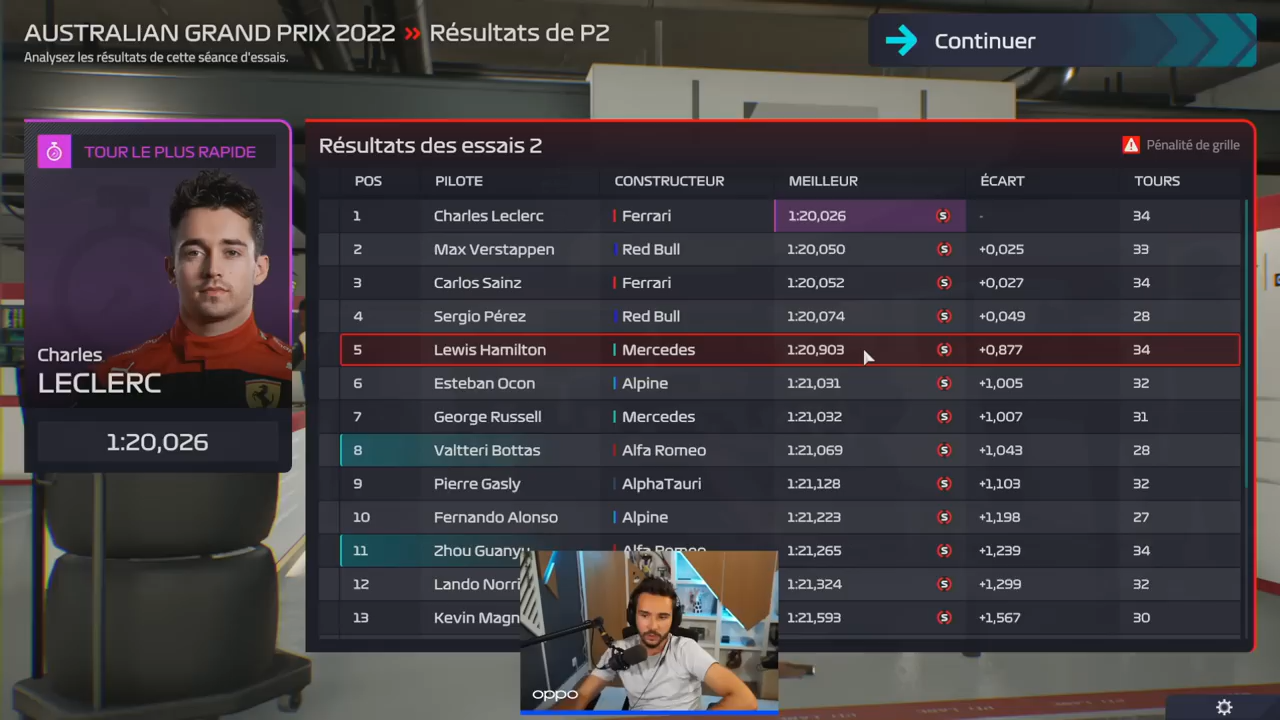 AUSTRALIAN GRAND PRIX 2022 » Résultats de P2
Analysez les résultats de cette séance d'essais.
Continuer
TOUR LE PLUS RAPIDE
Charles
LECLERC
1:20,026
Résultats des essais 2
Pénalité de grille
POS PILOTE CONSTRUCTEUR MEILLEUR ÉCART TOURS
1 Charles Leclerc Ferrari 1:20,026 S - 34
2 Max Verstappen Red Bull 1:20,050 S +0,025 33
3 Carlos Sainz Ferrari 1:20,052 S +0,027 34
4 Sergio Pérez Red Bull 1:20,074 S +0,049 28
5 Lewis Hamilton Mercedes 1:20,903 S +0,877 34
6 Esteban Ocon Alpine 1:21,031 S +1,005 32
7 George Russell Mercedes 1:21,032 S +1,007 31
8 Valtteri Bottas Alfa Romeo 1:21,069 S +1,043 28
9 Pierre Gasly AlphaTauri 1:21,128 S +1,103 32
10 Fernando Alonso Alpine 1:21,223 S +1,198 27
11 Zhou Guanyu Alfa Romeo 1:21,265 S +1,239 34
12 Lando Norri 1:21,324 S +1,299 32
13 Kevin Magn 1:21,593 S +1,567 30
oppo